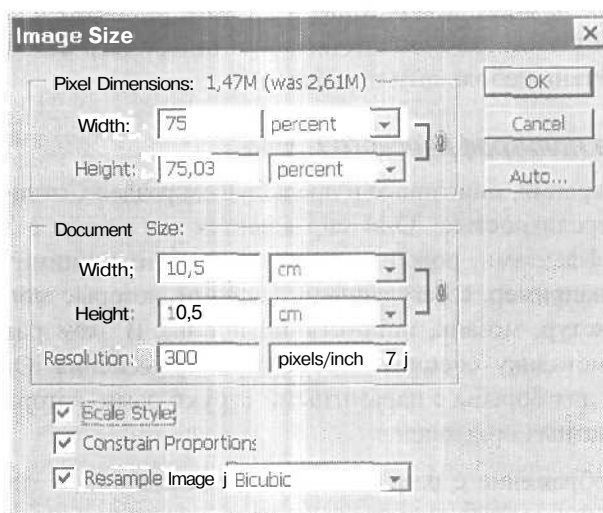 Image Size
Pixel Dimensions: 1,47M (was 2,61M)
OK
Width: 75 percent
Cancel
Height: 75,03 percent
Auto...
Document Size:
Width; 10,5 cm
Height: 10,5 cm
Resolution: 300 pixels/inch 7 j
Scale Styles
Constrain Proportions
Resample Image j Bicubic